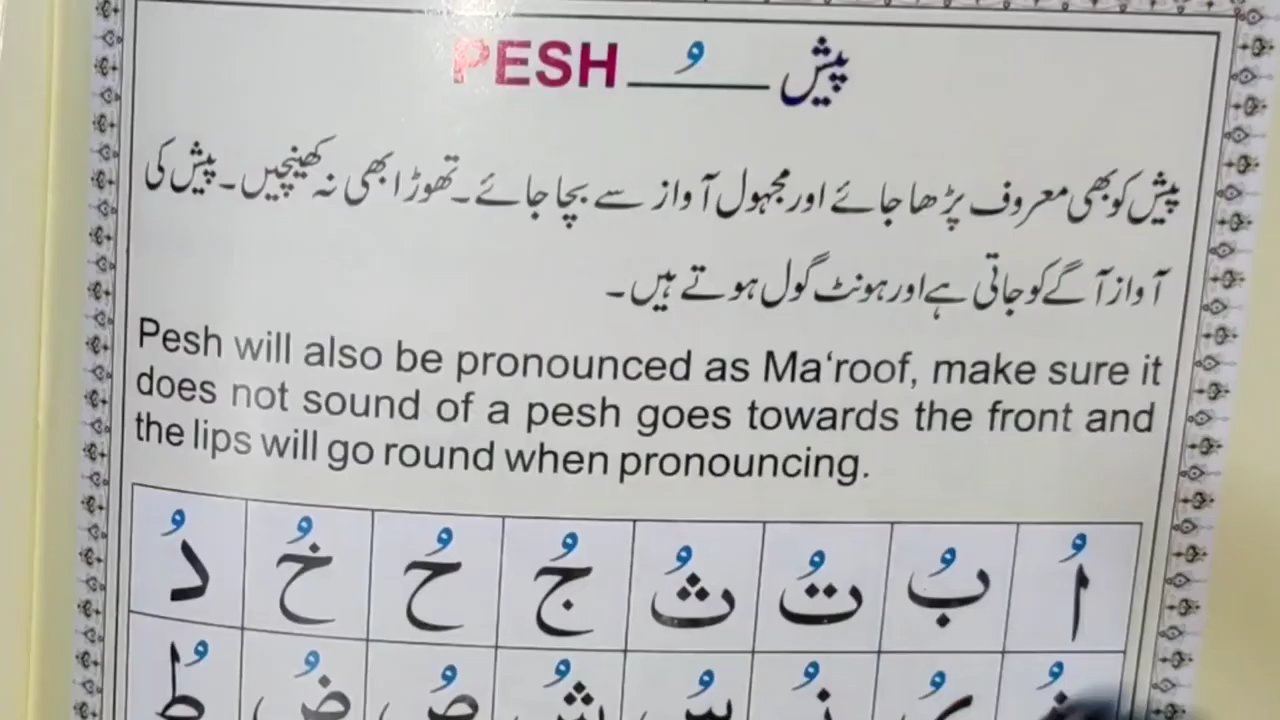 PESH ـُ پیش
پیش کو بھی معروف پڑھا جائے اور مجہول آواز سے بچا جائے۔ تھوڑا بھی نہ کھینچیں۔ پیش کی
آواز آگے کو جاتی ہے اور ہونٹ گول ہوتے ہیں۔
Pesh will also be pronounced as Ma‘roof, make sure it
does not sound of a pesh goes towards the front and
the lips will go round when pronouncing.
اُ بُ تُ ثُ جُ حُ خُ دُ
ذُ رُ زُ سُ شُ صُ ضُ طُ